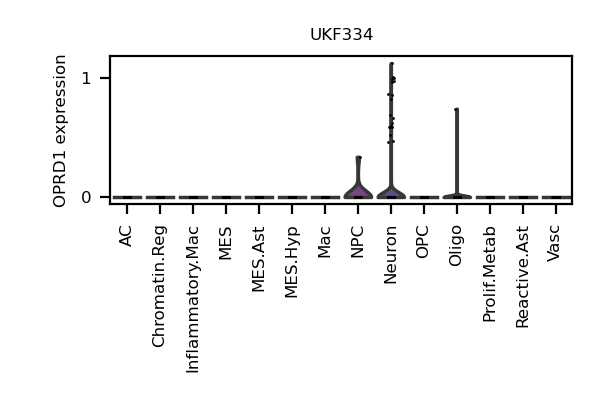 UKF334
OPRD1 expression
1
0
AC
Chromatin.Reg
Inflammatory.Mac
MES
MES.Ast
MES.Hyp
Mac
NPC
Neuron
OPC
Oligo
Prolif.Metab
Reactive.Ast
Vasc